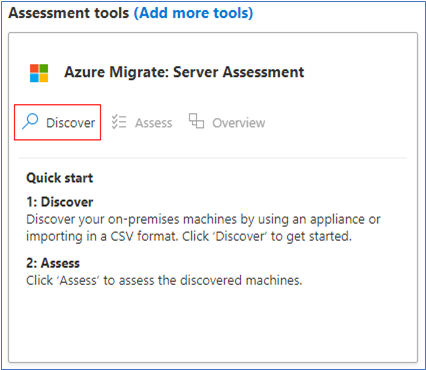 Assessment tools (Add more tools)
Azure Migrate: Server Assessment
Discover Assess Overview
Quick start
1: Discover
Discover your on-premises machines by using an appliance or
importing in a CSV format. Click ‘Discover’ to get started.
2: Assess
Click ‘Assess’ to assess the discovered machines.